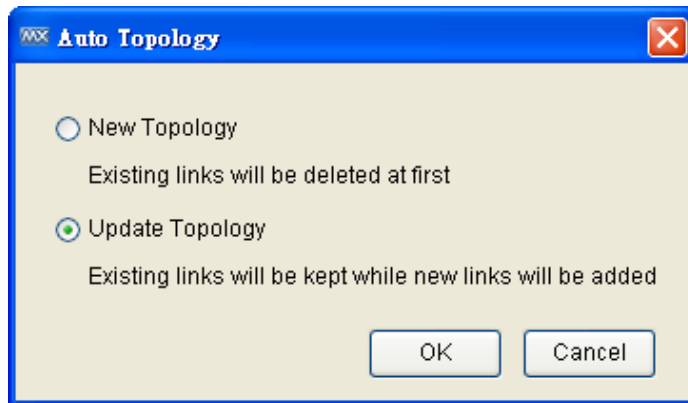 MX Auto Topology
New Topology
Existing links will be deleted at first
Update Topology
Existing links will be kept while new links will be added
OK Cancel